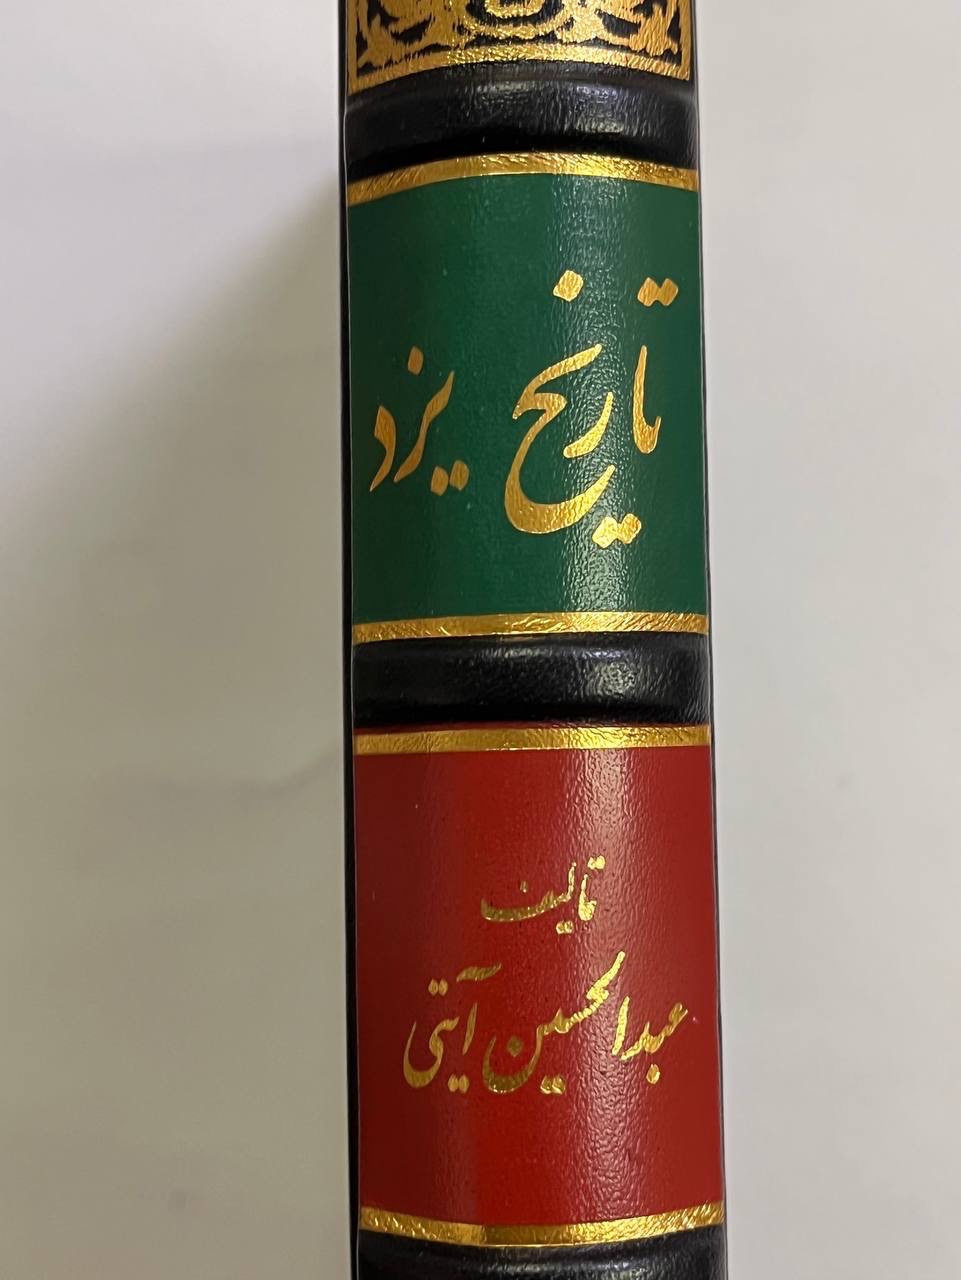 تاریخ یزد
تالیف
عبدالحسین آیتی